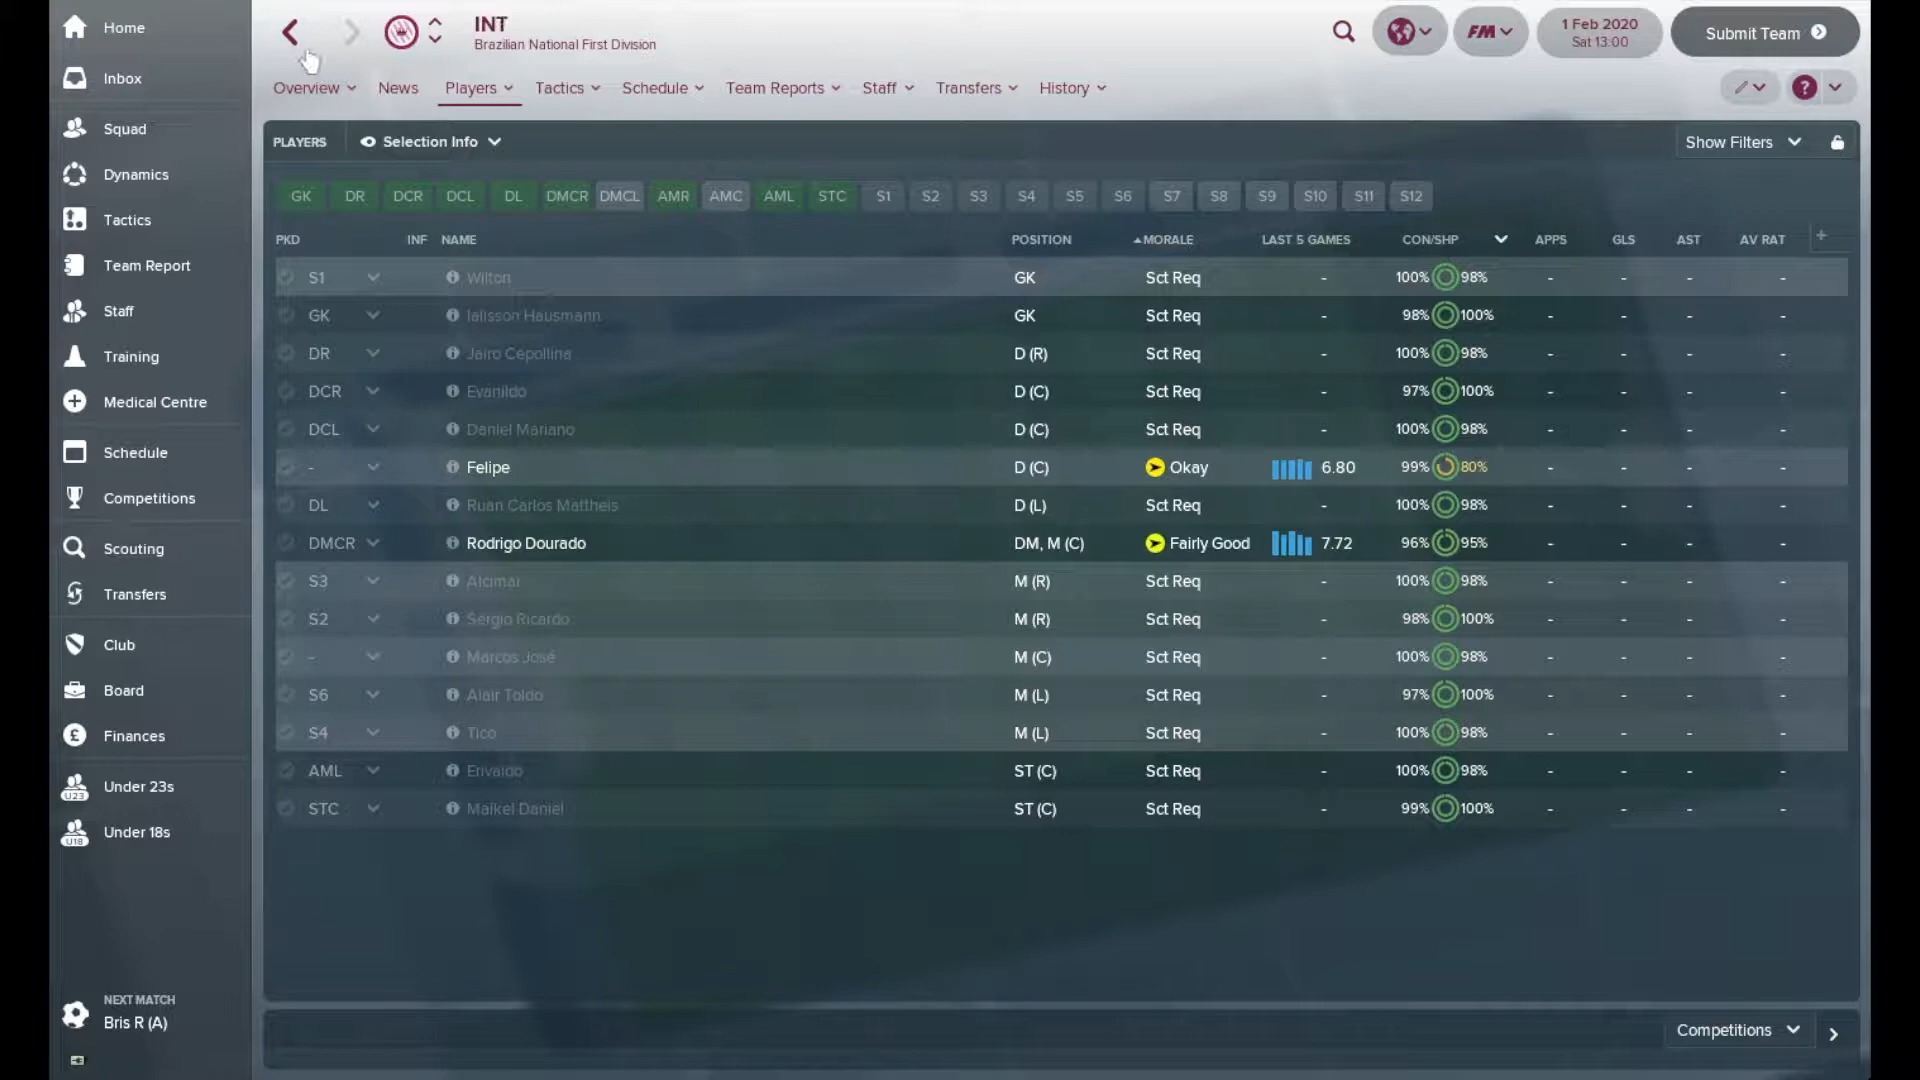 Home
Inbox
Squad
Dynamics
Tactics
Team Report
Staff
Training
Medical Centre
Schedule
Competitions
Scouting
Transfers
Club
Board
Finances
U23
Under 23s
U18
Under 18s
NEXT MATCH
Bris R (A)
INT
Brazilian National First Division
FM
1 Feb 2020
Sat 13:00
Submit Team
Overview News Players Tactics Schedule Team Reports Staff Transfers History
?
PLAYERS Selection Info Show Filters
GK DR DCR DCL DL DMCR DMCL AMR AMC AML STC S1 S2 S3 S4 S5 S6 S7 S8 S9 S10 S11 S12
PKD INF NAME POSITION MORALE LAST 5 GAMES CON/SHP APPS GLS AST AV RAT +
S1 Wilton GK Sct Req - 100% 98% - - - -
GK Ialisson Hausmann GK Sct Req - 98% 100% - - - -
DR Jairo Cepollina D (R) Sct Req - 100% 98% - - - -
DCR Evanildo D (C) Sct Req - 97% 100% - - - -
DCL Daniel Mariano D (C) Sct Req - 100% 98% - - - -
- Felipe D (C) Okay 6.80 99% 80% - - - -
DL Ruan Carlos Mattheis D (L) Sct Req - 100% 98% - - - -
DMCR Rodrigo Dourado DM, M (C) Fairly Good 7.72 96% 95% - - - -
S3 Alcimar M (R) Sct Req - 100% 98% - - - -
S2 Sérgio Ricardo M (R) Sct Req - 98% 100% - - - -
- Marcos José M (C) Sct Req - 100% 98% - - - -
S6 Alair Toldo M (L) Sct Req - 97% 100% - - - -
S4 Tico M (L) Sct Req - 100% 98% - - - -
AML Erivaldo ST (C) Sct Req - 100% 98% - - - -
STC Maikel Daniel ST (C) Sct Req - 99% 100% - - - -
Competitions